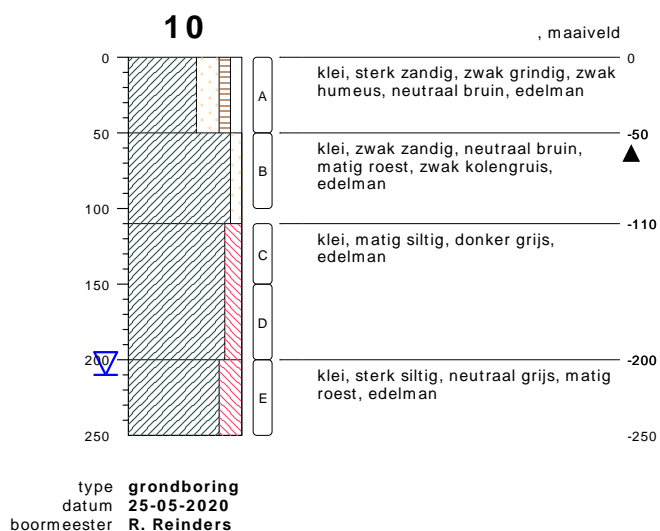 10
, maaiveld
0
0
klei, sterk zandig, zwak grindig, zwak
humeus, neutraal bruin, edelman
A
50
-50
klei, zwak zandig, neutraal bruin,
matig roest, zwak kolengruis,
edelman
B
100
-110
klei, matig siltig, donker grijs,
edelman
C
150
D
200
-200
klei, sterk siltig, neutraal grijs, matig
roest, edelman
E
250
-250
type grondboring
datum 25-05-2020
boormeester R. Reinders